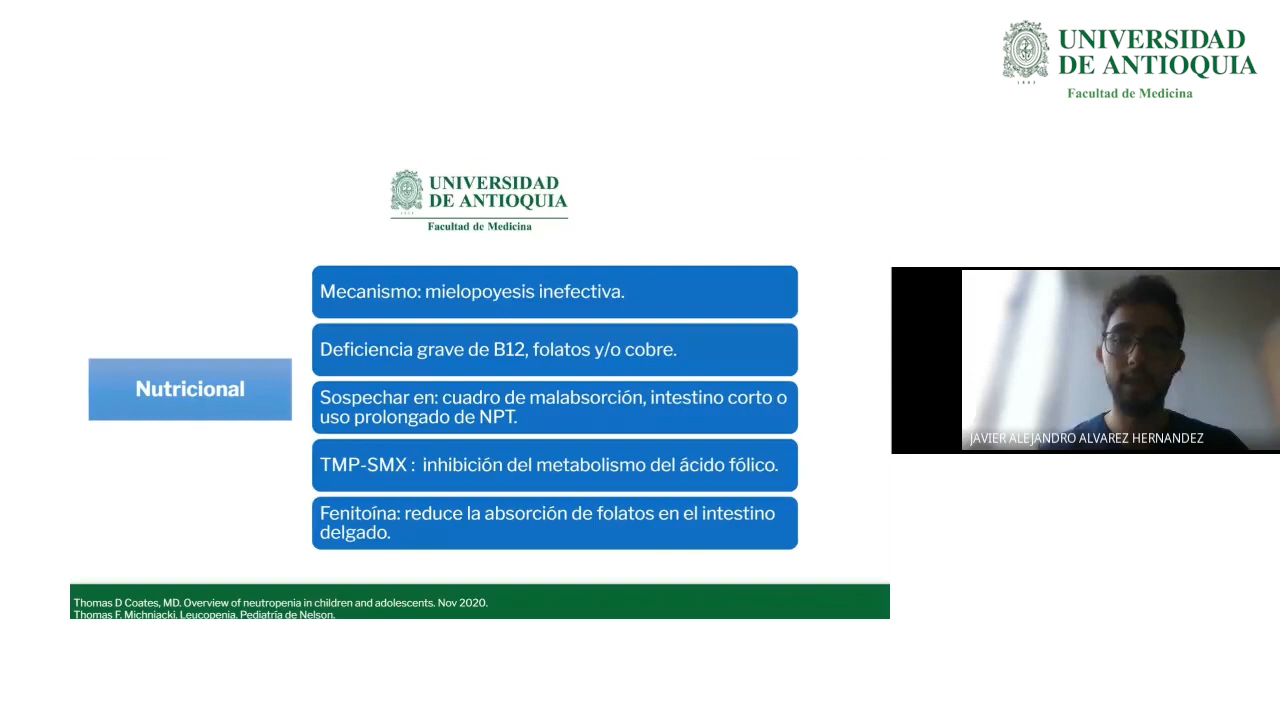 UNIVERSIDAD
DE ANTIOQUIA
Facultad de Medicina
UNIVERSIDAD
DE ANTIOQUIA
Facultad de Medicina
Nutricional
Mecanismo: mielopoyesis inefectiva.
Deficiencia grave de B12, folatos y/o cobre.
Sospechar en: cuadro de malabsorción, intestino corto o
uso prolongado de NPT.
TMP-SMX : inhibición del metabolismo del ácido fólico.
Fenitoína: reduce la absorción de folatos en el intestino
delgado.
JAVIER ALEJANDRO ALVAREZ HERNANDEZ
Thomas D Coates, MD. Overview of neutropenia in children and adolescents. Nov 2020.
Thomas F. Michniacki. Leucopenia. Pediatría de Nelson.